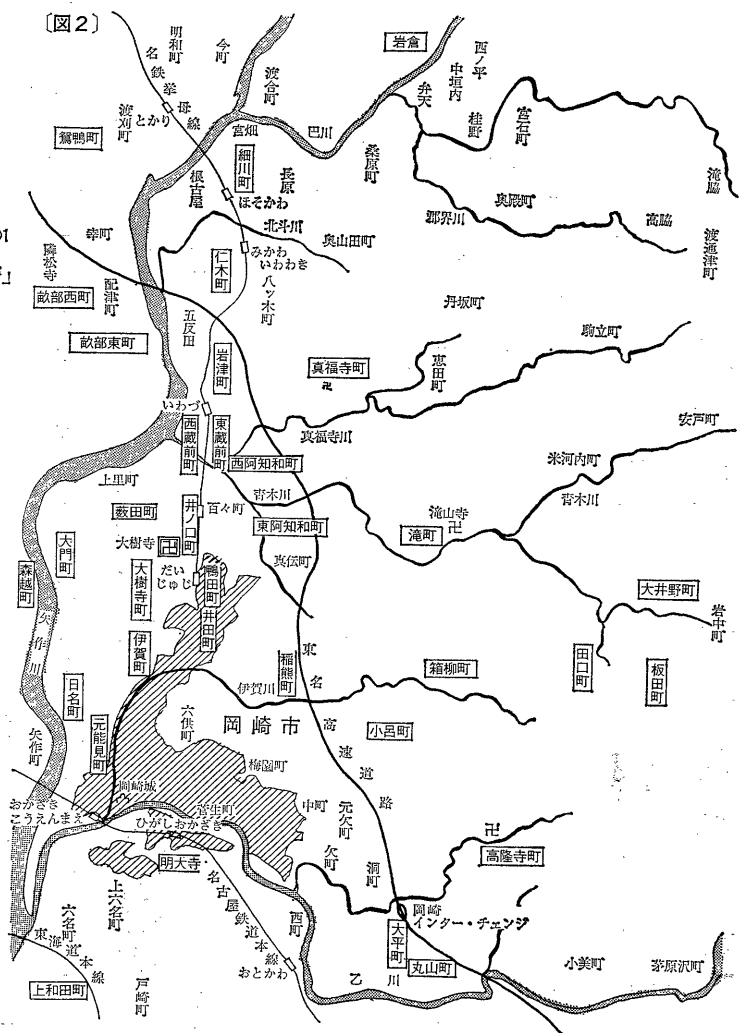 〔図2〕
明和町
今町
渡合町
岩倉
西ノ平
中垣内
弁天
桂野
宮石町
滝脇
名鉄挙母線
とかり
渡刈町
鴛鴨町
宮畑
巴川
細川町
長原
桑原町
根古屋
ほそかわ
奥殿町
郡界川
高脇
渡通津町
幸町
隣松寺
北斗川
奥山田町
みかわいわわき
仁木町
八ッ木町
畝部西町
配津町
畝部東町
五反田
丹坂町
駒立町
岩津町
真福寺町
卍
恵田町
いわづ
西蔵前町
東蔵前町
真福寺川
安戸町
西阿知和町
米河内町
青木川
上里町
青木川
薮田町
井ノ口町
百々町
東阿知和町
滝山寺
卍
滝町
大門町
大樹寺
卍
森越町
大樹寺町
だいじゅじ
鴨田町
真伝町
井田町
大井野町
岩中町
矢作川
伊賀町
稲熊町
東名高速道路
箱柳町
田口町
板田町
日名町
伊賀川
元能見町
六供町
岡崎市
小呂町
矢作町
梅園町
岡崎城
おかざきこうえんまえ
菅生町
ひがしおかざき
中町
元欠町
欠町
洞町
卍
高隆寺町
明大寺
名古屋鉄道本線
上六名町
六名町
東海道本線
西町
岡崎インター・チェンジ
大平町
丸山町
おとかわ
乙川
小美町
茅原沢町
上和田町
戸崎町